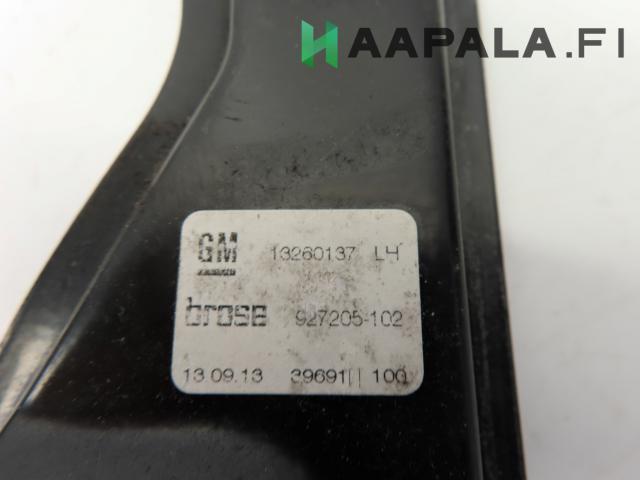 HAAPALA.FI
GM 13260137 LH
brose 927205-102
13.09.13 39691|| 100